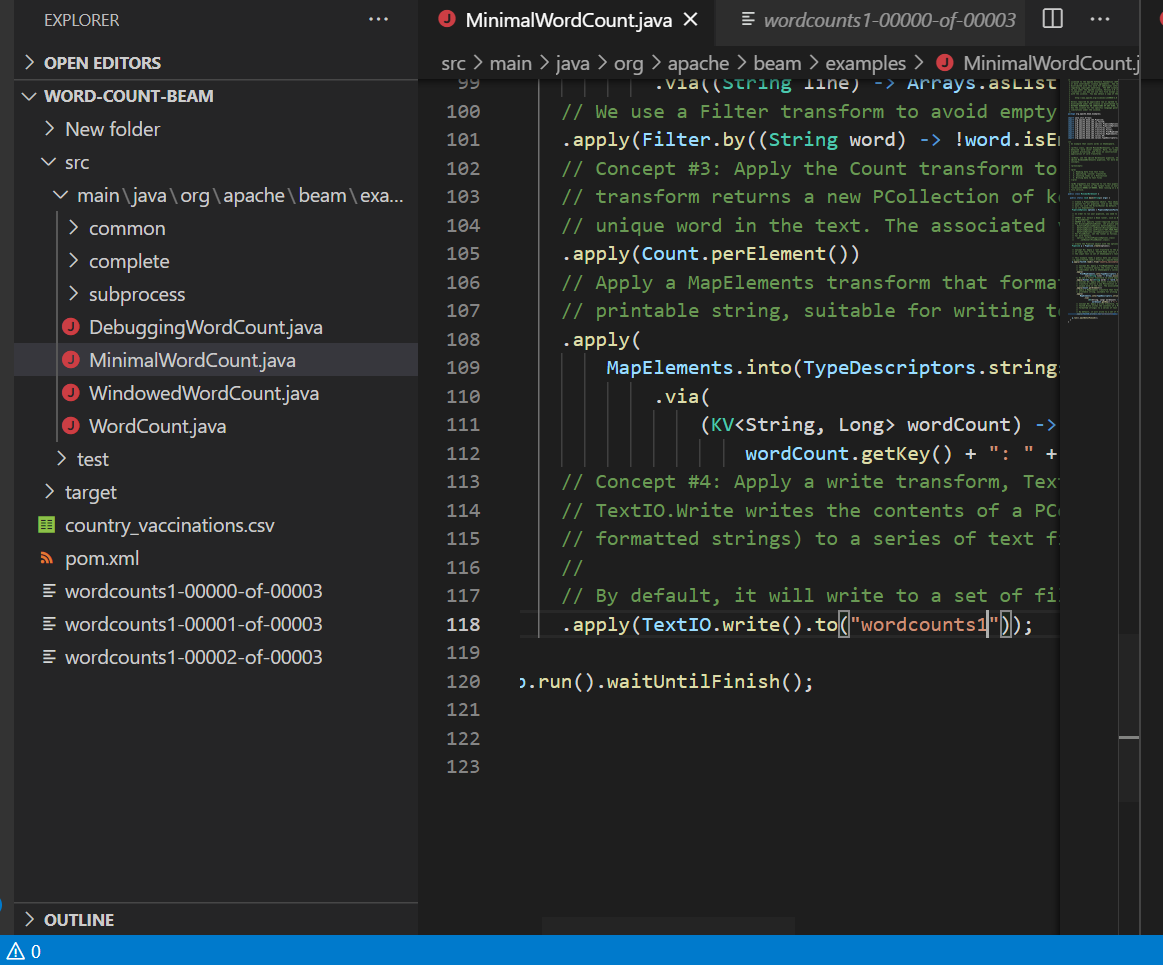 EXPLORER
OPEN EDITORS
WORD-COUNT-BEAM
New folder
src
main\java\org\apache\beam\exa...
common
complete
subprocess
DebuggingWordCount.java
MinimalWordCount.java
WindowedWordCount.java
WordCount.java
test
target
country_vaccinations.csv
pom.xml
wordcounts1-00000-of-00003
wordcounts1-00001-of-00003
wordcounts1-00002-of-00003
OUTLINE
0
MinimalWordCount.java
wordcounts1-00000-of-00003
src > main > java > org > apache > beam > examples > MinimalWordCount.j
99 .via((String line) -> Arrays.asList
100 // We use a Filter transform to avoid empty
101 .apply(Filter.by((String word) -> !word.isEm
102 // Concept #3: Apply the Count transform to
103 // transform returns a new PCollection of k
104 // unique word in the text. The associated
105 .apply(Count.perElement())
106 // Apply a MapElements transform that forma
107 // printable string, suitable for writing t
108 .apply(
109 MapElements.into(TypeDescriptors.strings
110 .via(
111 (KV<String, Long> wordCount) ->
112 wordCount.getKey() + ": " +
113 // Concept #4: Apply a write transform, Tex
114 // TextIO.Write writes the contents of a PC
115 // formatted strings) to a series of text f
116 //
117 // By default, it will write to a set of fi
118 .apply(TextIO.write().to("wordcounts1"));
119
120 p.run().waitUntilFinish();
121
122
123